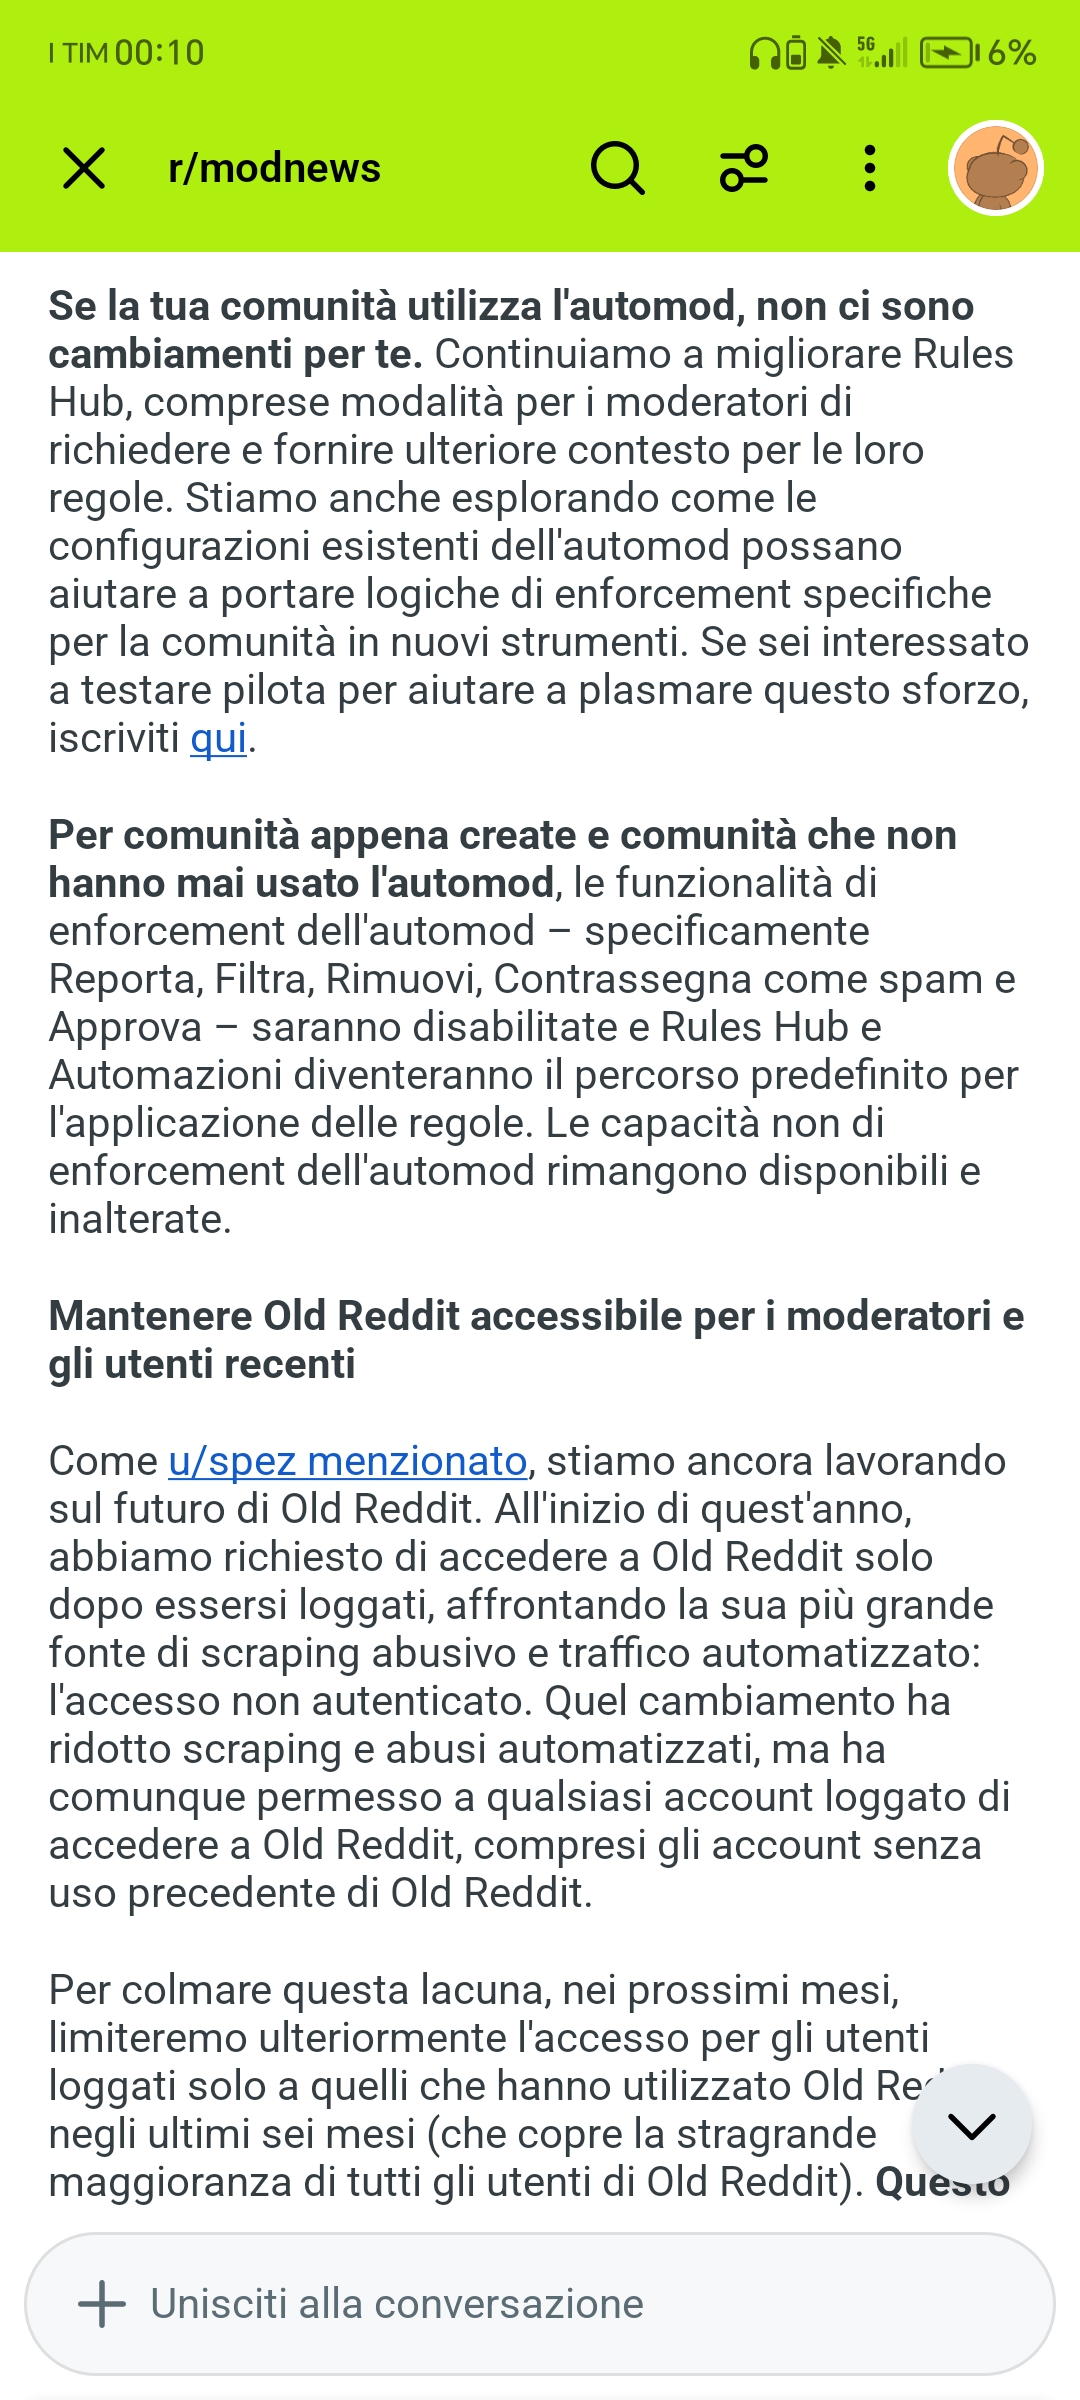 I TIM 00:10
5G
6%
r/modnews
Se la tua comunità utilizza l'automod, non ci sono
cambiamenti per te. Continuiamo a migliorare Rules
Hub, comprese modalità per i moderatori di
richiedere e fornire ulteriore contesto per le loro
regole. Stiamo anche esplorando come le
configurazioni esistenti dell'automod possano
aiutare a portare logiche di enforcement specifiche
per la comunità in nuovi strumenti. Se sei interessato
a testare pilota per aiutare a plasmare questo sforzo,
iscriviti qui.
Per comunità appena create e comunità che non
hanno mai usato l'automod, le funzionalità di
enforcement dell'automod – specificamente
Reporta, Filtra, Rimuovi, Contrassegna come spam e
Approva – saranno disabilitate e Rules Hub e
Automazioni diventeranno il percorso predefinito per
l'applicazione delle regole. Le capacità non di
enforcement dell'automod rimangono disponibili e
inalterate.
Mantenere Old Reddit accessibile per i moderatori e
gli utenti recenti
Come u/spez menzionato, stiamo ancora lavorando
sul futuro di Old Reddit. All'inizio di quest'anno,
abbiamo richiesto di accedere a Old Reddit solo
dopo essersi loggati, affrontando la sua più grande
fonte di scraping abusivo e traffico automatizzato:
l'accesso non autenticato. Quel cambiamento ha
ridotto scraping e abusi automatizzati, ma ha
comunque permesso a qualsiasi account loggato di
accedere a Old Reddit, compresi gli account senza
uso precedente di Old Reddit.
Per colmare questa lacuna, nei prossimi mesi,
limiteremo ulteriormente l'accesso per gli utenti
loggati solo a quelli che hanno utilizzato Old
negli ultimi sei mesi (che copre la stragrande
maggioranza di tutti gli utenti di Old Reddit). Questo
Unisciti alla conversazione